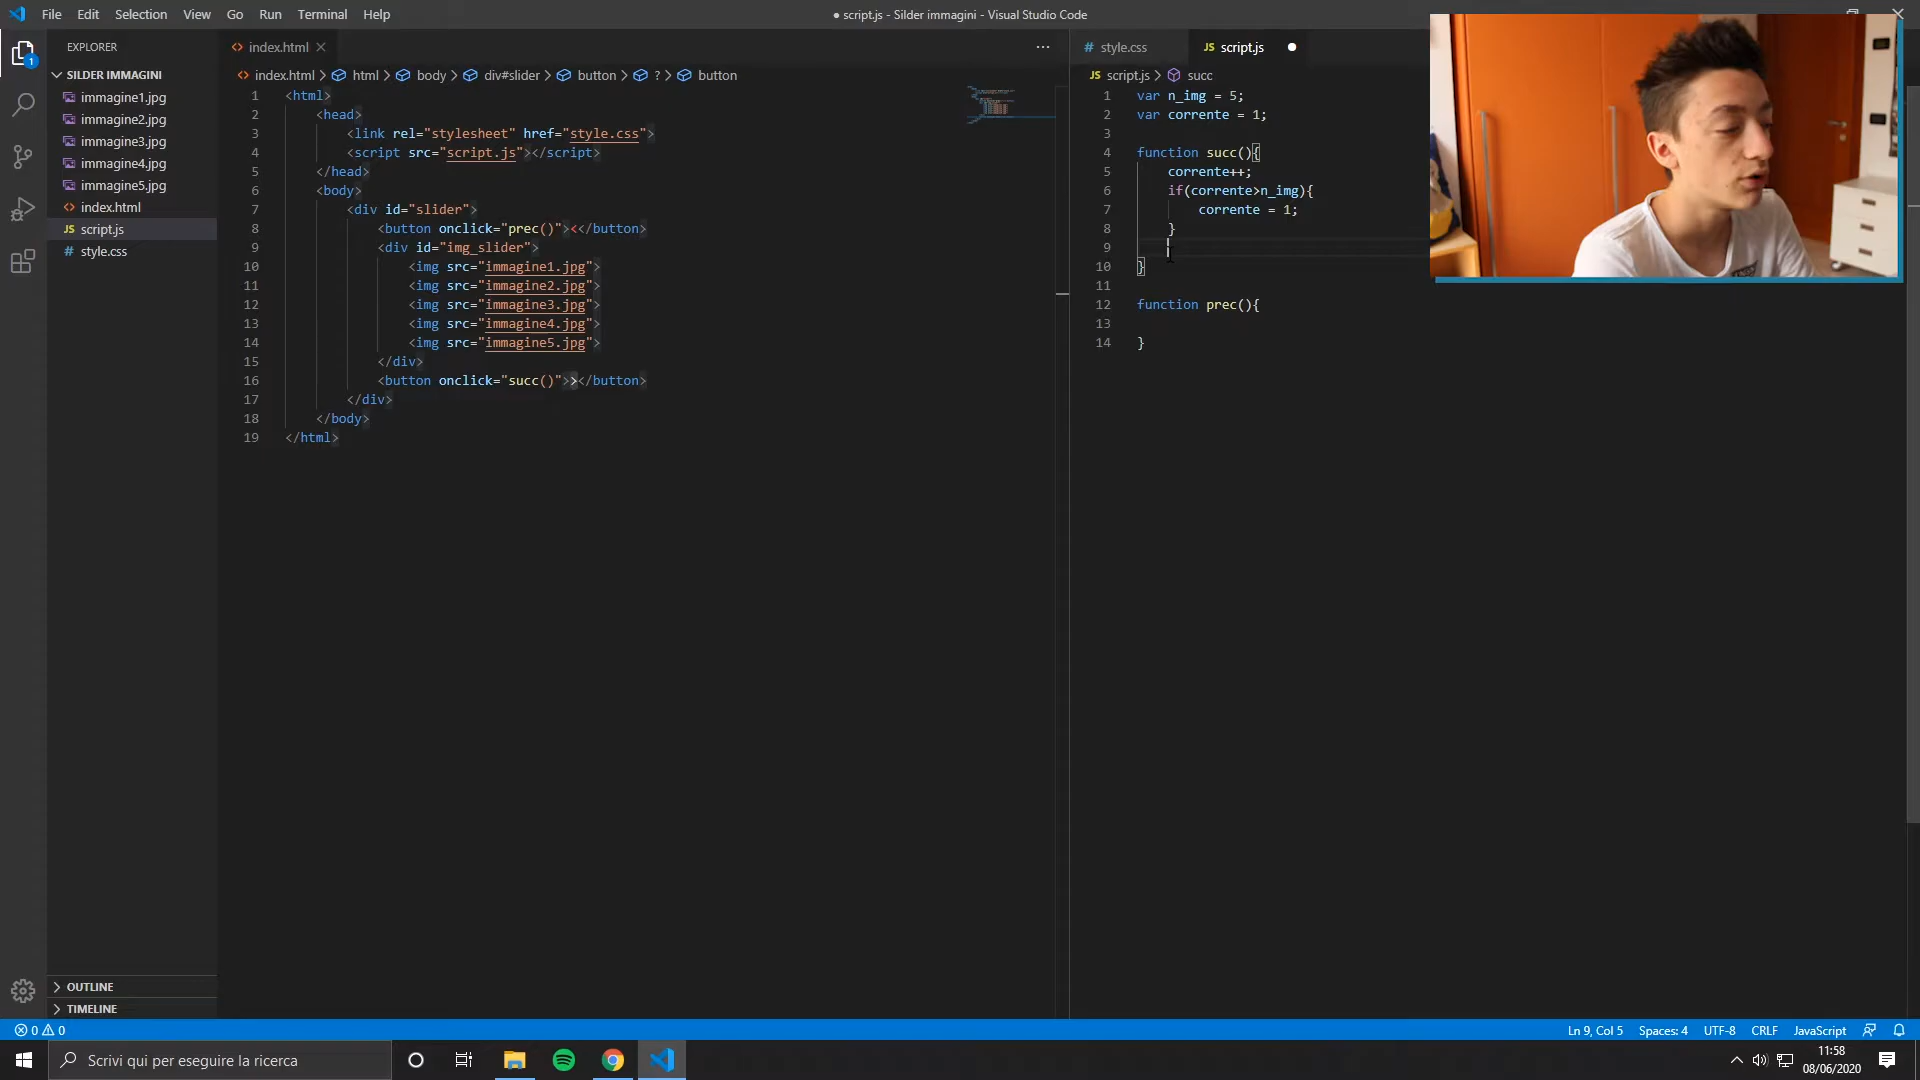 File Edit Selection View Go Run Terminal Help
● script.js - Silder immagini - Visual Studio Code
EXPLORER
SILDER IMMAGINI
immagine1.jpg
immagine2.jpg
immagine3.jpg
immagine4.jpg
immagine5.jpg
index.html
JS script.js
# style.css
OUTLINE
TIMELINE
1
<> index.html
<> index.html > html > body > div#slider > button > ? > button
1 <html>
2 <head>
3 <link rel="stylesheet" href="style.css">
4 <script src="script.js"></script>
5 </head>
6 <body>
7 <div id="slider">
8 <button onclick="prec()"><</button>
9 <div id="img_slider">
10 <img src="immagine1.jpg">
11 <img src="immagine2.jpg">
12 <img src="immagine3.jpg">
13 <img src="immagine4.jpg">
14 <img src="immagine5.jpg">
15 </div>
16 <button onclick="succ()">></button>
17 </div>
18 </body>
19 </html>
# style.css JS script.js ●
JS script.js > succ
1 var n_img = 5;
2 var corrente = 1;
3
4 function succ(){
5 corrente++;
6 if(corrente>n_img){
7 corrente = 1;
8 }
9
10 }
11
12 function prec(){
13
14 }
0 0
Ln 9, Col 5 Spaces: 4 UTF-8 CRLF JavaScript
Scrivi qui per eseguire la ricerca
11:58
08/06/2020